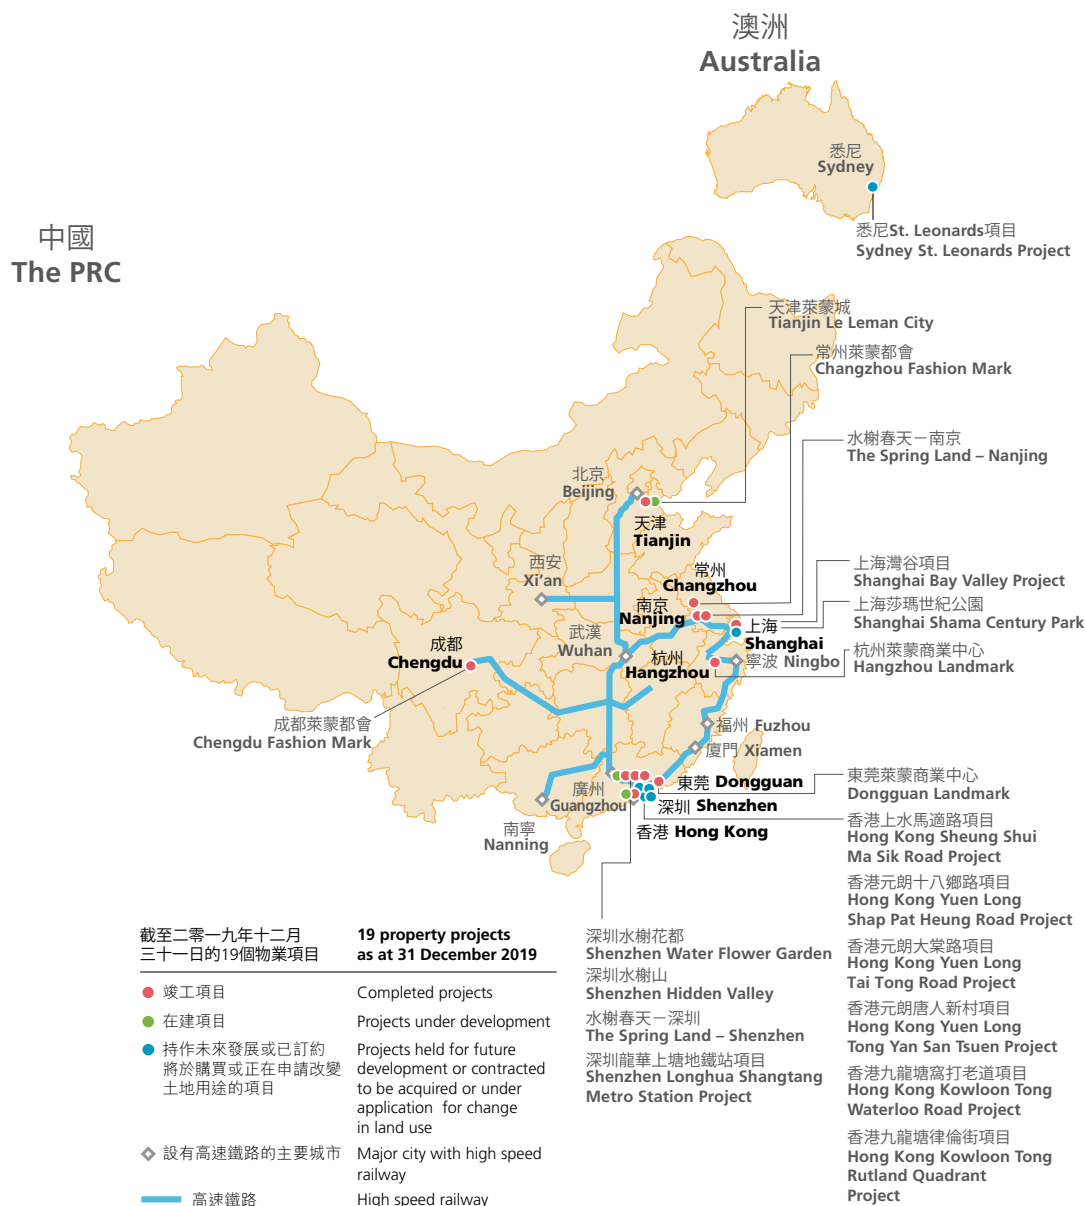 澳洲
Australia
悉尼
Sydney
悉尼St. Leonards項目
Sydney St. Leonards Project
中國
The PRC
天津萊蒙城
Tianjin Le Leman City
常州萊蒙都會
Changzhou Fashion Mark
水榭春天－南京
The Spring Land – Nanjing
北京
Beijing
天津
Tianjin
西安
Xi’an
常州
Changzhou
上海灣谷項目
Shanghai Bay Valley Project
上海莎瑪世紀公園
Shanghai Shama Century Park
南京
Nanjing
上海
Shanghai
武漢
Wuhan
成都
Chengdu
杭州
Hangzhou
寧波 Ningbo
杭州萊蒙商業中心
Hangzhou Landmark
成都萊蒙都會
Chengdu Fashion Mark
福州 Fuzhou
廈門 Xiamen
廣州
Guangzhou
東莞 Dongguan
深圳 Shenzhen
香港 Hong Kong
南寧
Nanning
東莞萊蒙商業中心
Dongguan Landmark
香港上水馬適路項目
Hong Kong Sheung Shui
Ma Sik Road Project
香港元朗十八鄉路項目
Hong Kong Yuen Long
Shap Pat Heung Road Project
香港元朗大棠路項目
Hong Kong Yuen Long
Tai Tong Road Project
香港元朗唐人新村項目
Hong Kong Yuen Long
Tong Yan San Tsuen Project
香港九龍塘窩打老道項目
Hong Kong Kowloon Tong
Waterloo Road Project
香港九龍塘律倫街項目
Hong Kong Kowloon Tong
Rutland Quadrant
Project
深圳水榭花都
Shenzhen Water Flower Garden
深圳水榭山
Shenzhen Hidden Valley
水榭春天－深圳
The Spring Land – Shenzhen
深圳龍華上塘地鐵站項目
Shenzhen Longhua Shangtang
Metro Station Project
截至二零一九年十二月
三十一日的19個物業項目
19 property projects
as at 31 December 2019
竣工項目
Completed projects
在建項目
Projects under development
持作未來發展或已訂約
將於購買或正在申請改變
土地用途的項目
Projects held for future
development or contracted
to be acquired or under
application for change
in land use
設有高速鐵路的主要城市
Major city with high speed
railway
高速鐵路
High speed railway